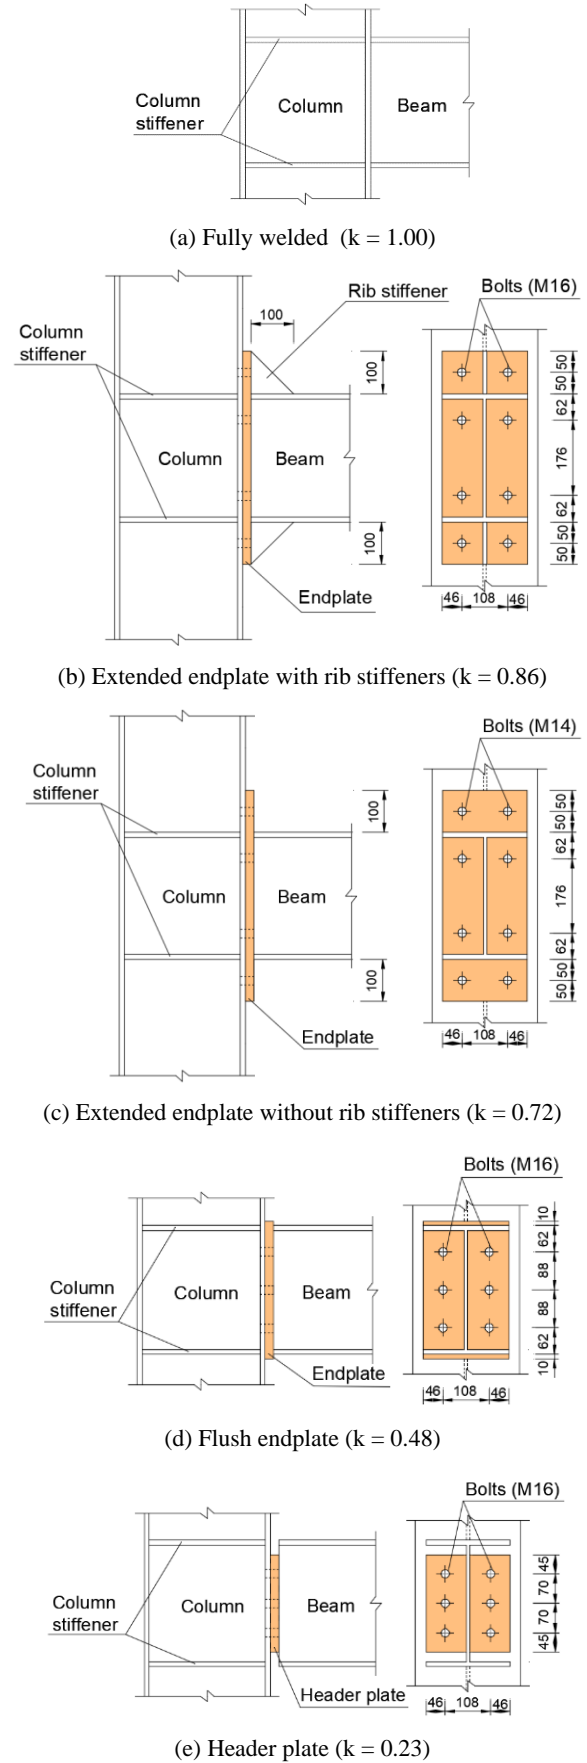 Column
stiffener
Column
Beam
(a) Fully welded (k = 1.00)
Rib stiffener
Bolts (M16)
100
Column
stiffener
100
50
50
62
Column
Beam
176
62
100
50
50
Endplate
46
108
46
(b) Extended endplate with rib stiffeners (k = 0.86)
Bolts (M14)
Column
stiffener
100
50
50
62
Column
Beam
176
62
100
50
50
Endplate
46
108
46
(c) Extended endplate without rib stiffeners (k = 0.72)
Bolts (M16)
10
62
Column
stiffener
Column
Beam
88
88
62
Endplate
10
46
108
46
(d) Flush endplate (k = 0.48)
Bolts (M16)
45
70
Column
stiffener
Column
Beam
70
45
Header plate
46
108
46
(e) Header plate (k = 0.23)